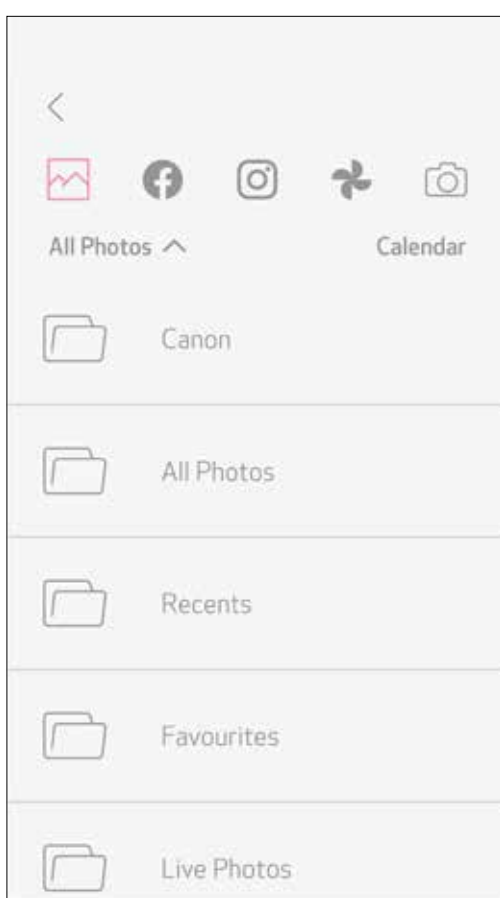 All Photos
Calendar
Canon
All Photos
Recents
Favourites
Live Photos